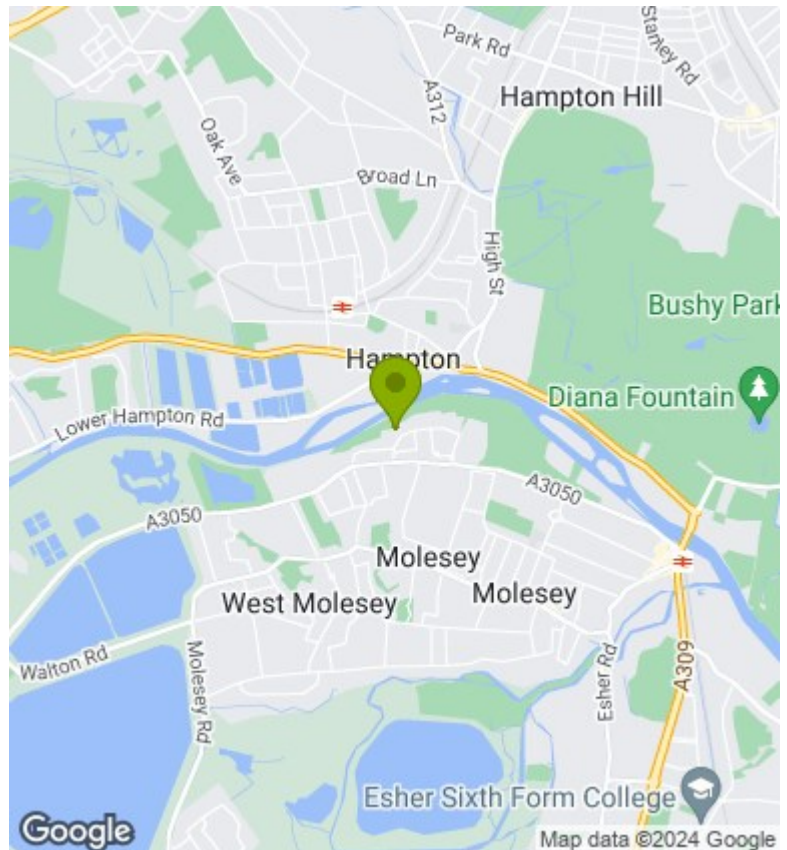 Park Rd
Stanley Rd
A312
Hampton Hill
Oak Ave
Broad Ln
High St
Bushy Park
Hampton
Diana Fountain
Lower Hampton Rd
A3050
A3050
Molesey
West Molesey
Molesey
Walton Rd
Molesey Rd
Esher Rd
A309
Esher Sixth Form College
Google
Map data ©2024 Google